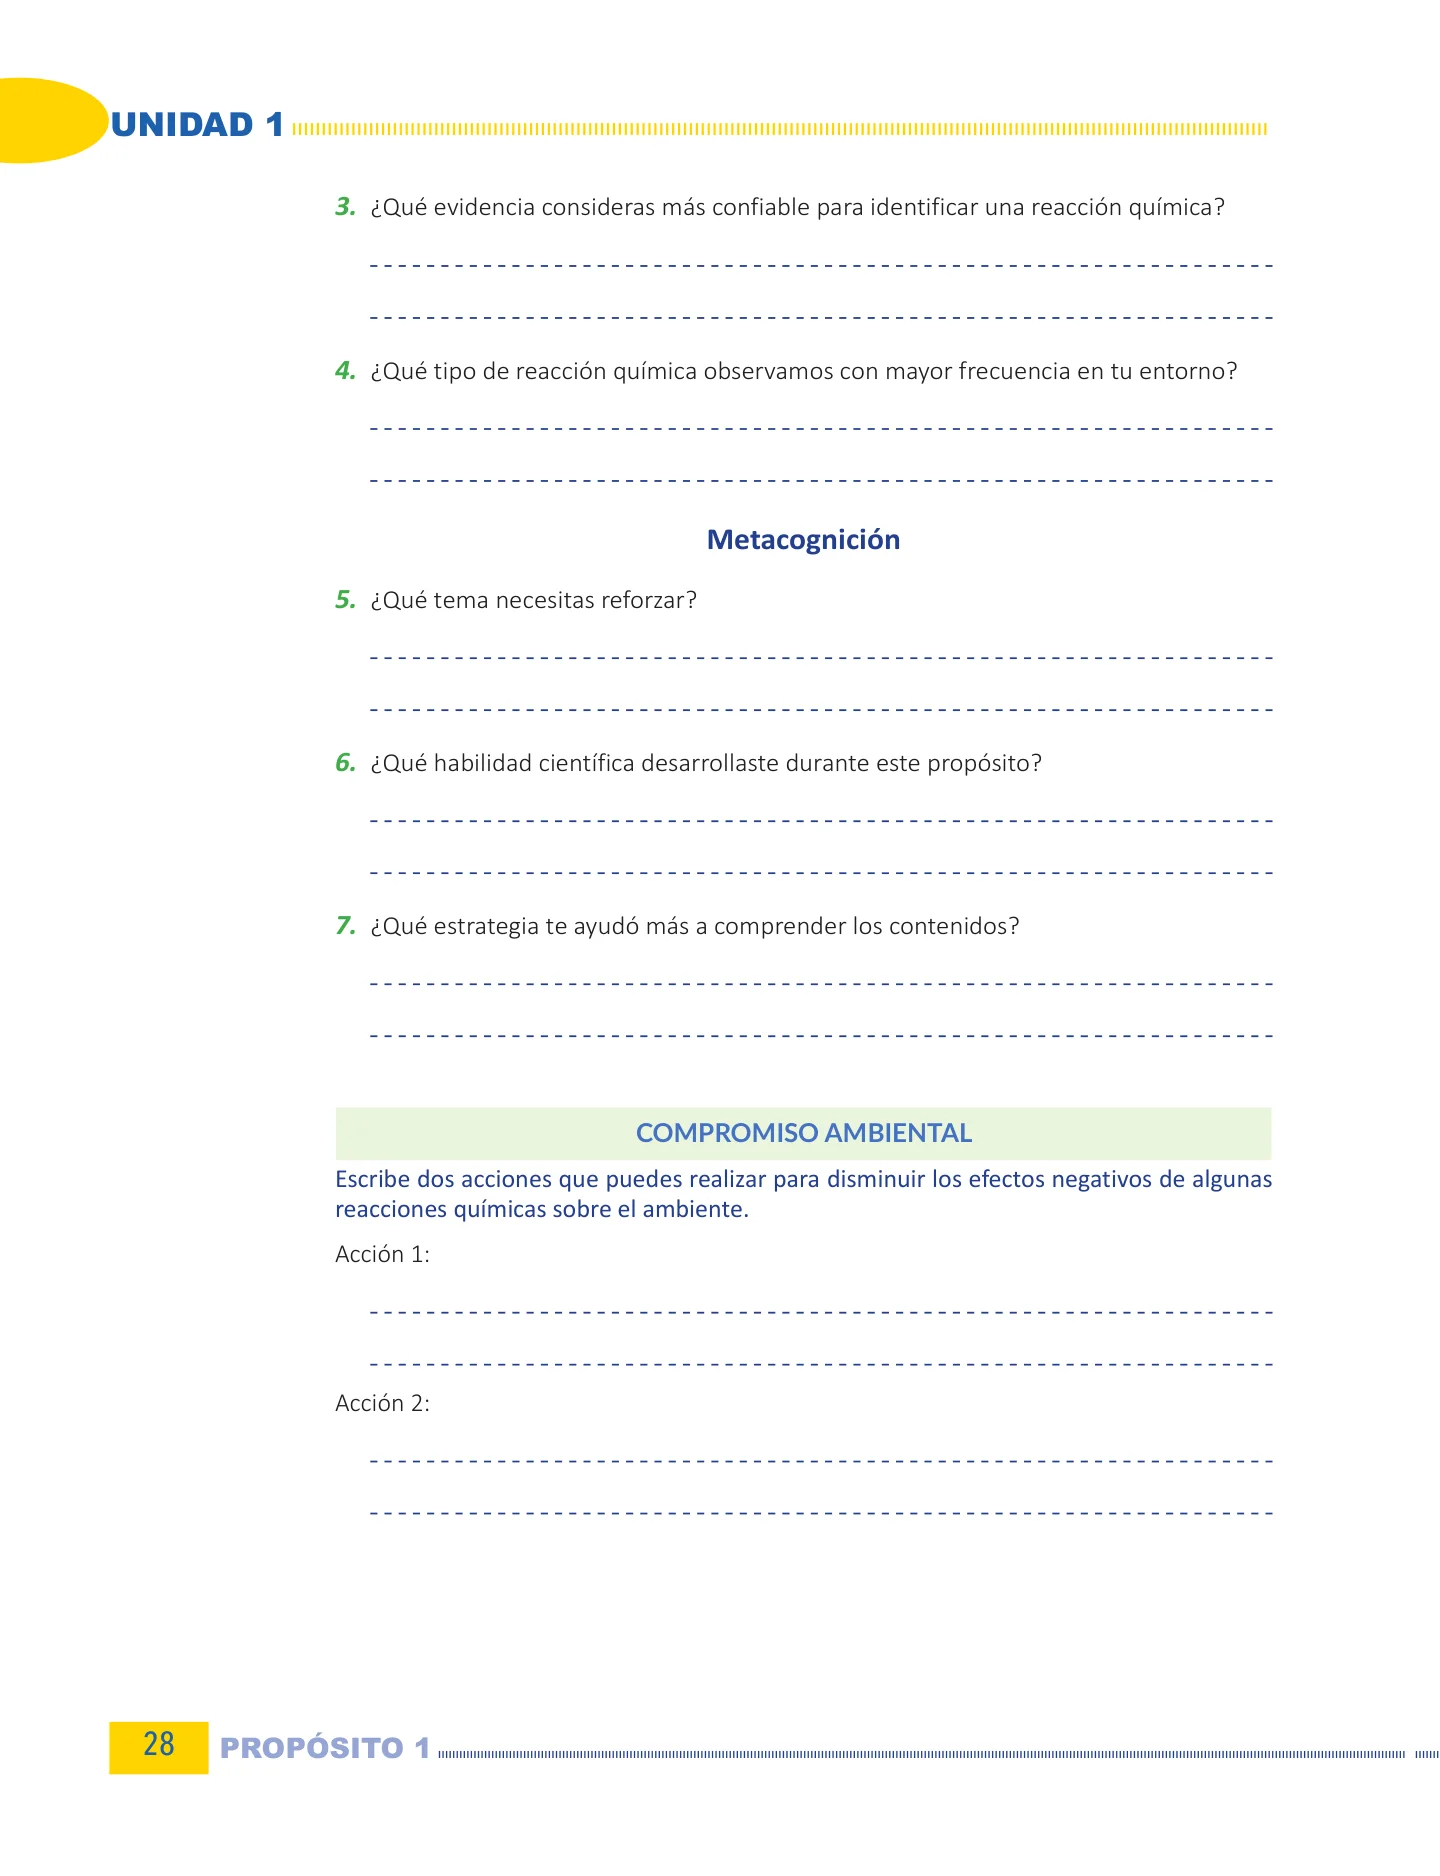 UNIDAD 1
3. ¿Qué evidencia consideras más confiable para identificar una reacción química?
4. ¿Qué tipo de reacción química observamos con mayor frecuencia en tu entorno?
Metacognición
5. ¿Qué tema necesitas reforzar?
6. ¿Qué habilidad científica desarrollaste durante este propósito?
7. ¿Qué estrategia te ayudó más a comprender los contenidos?
COMPROMISO AMBIENTAL
Escribe dos acciones que puedes realizar para disminuir los efectos negativos de algunas
reacciones químicas sobre el ambiente.
Acción 1:
Acción 2:
28 PROPÓSITO 1